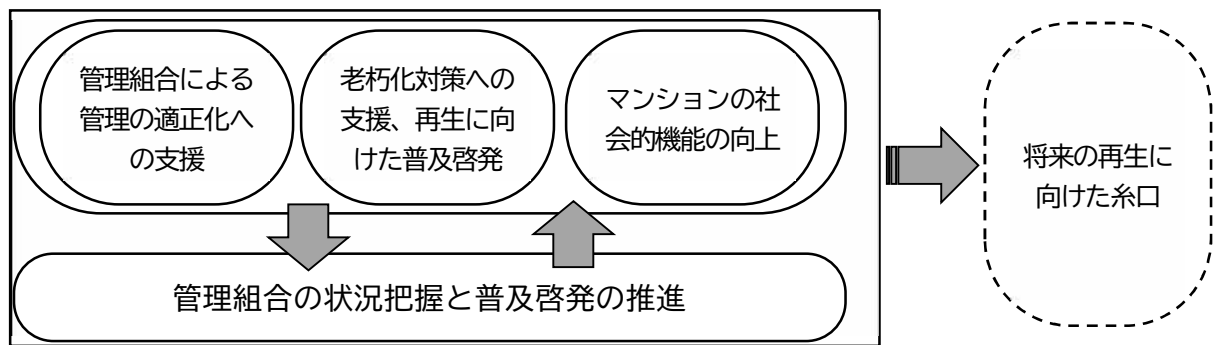 管理組合による
管理の適正化へ
の支援
老朽化対策への
支援、再生に向
けた普及啓発
マンションの社
会的機能の向上
管理組合の状況把握と普及啓発の推進
将来の再生に
向けた糸口